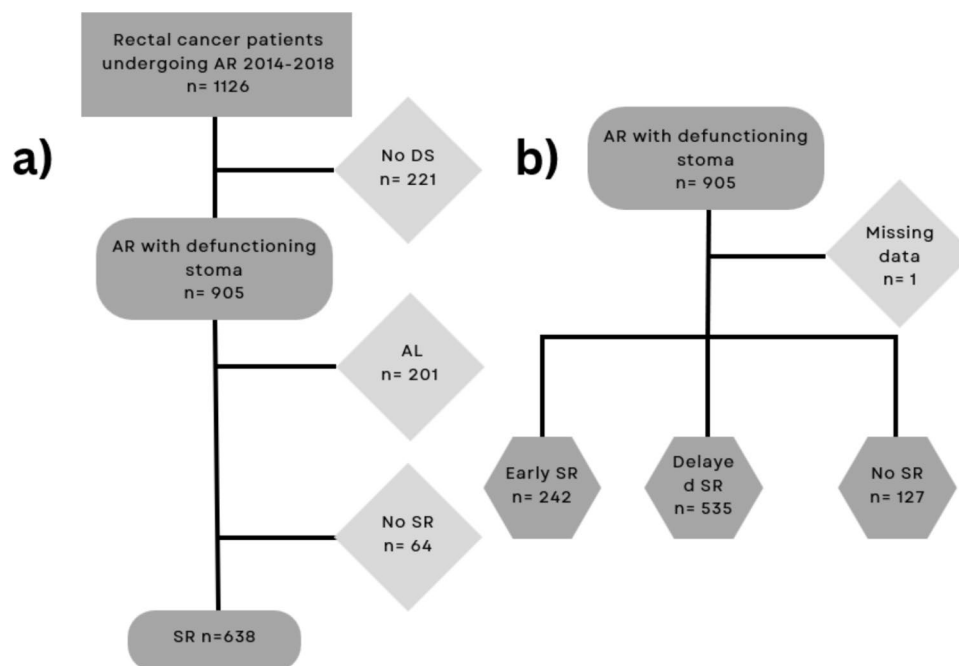 Rectal cancer patients
undergoing AR 2014-2018
n= 1126
a)
No DS
n= 221
AR with defunctioning
stoma
n= 905
AL
n= 201
No SR
n= 64
SR n=638
b)
AR with defunctioning
stoma
n= 905
Missing
data
n= 1
Early SR
n= 242
Delaye
d SR
n= 535
No SR
n= 127